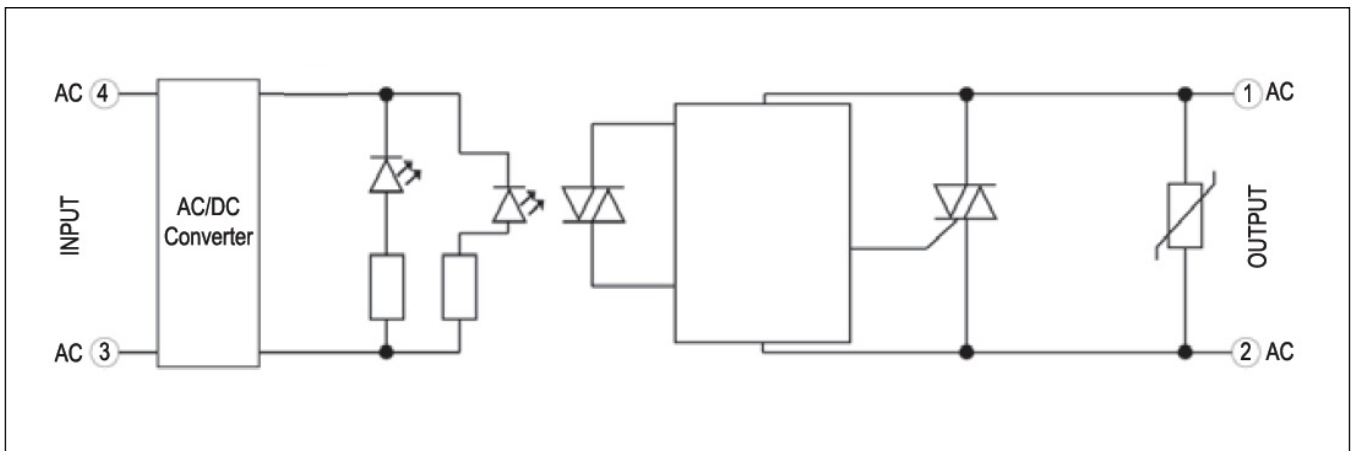 AC 4
INPUT
AC 3
AC/DC
Converter
1 AC
OUTPUT
2 AC